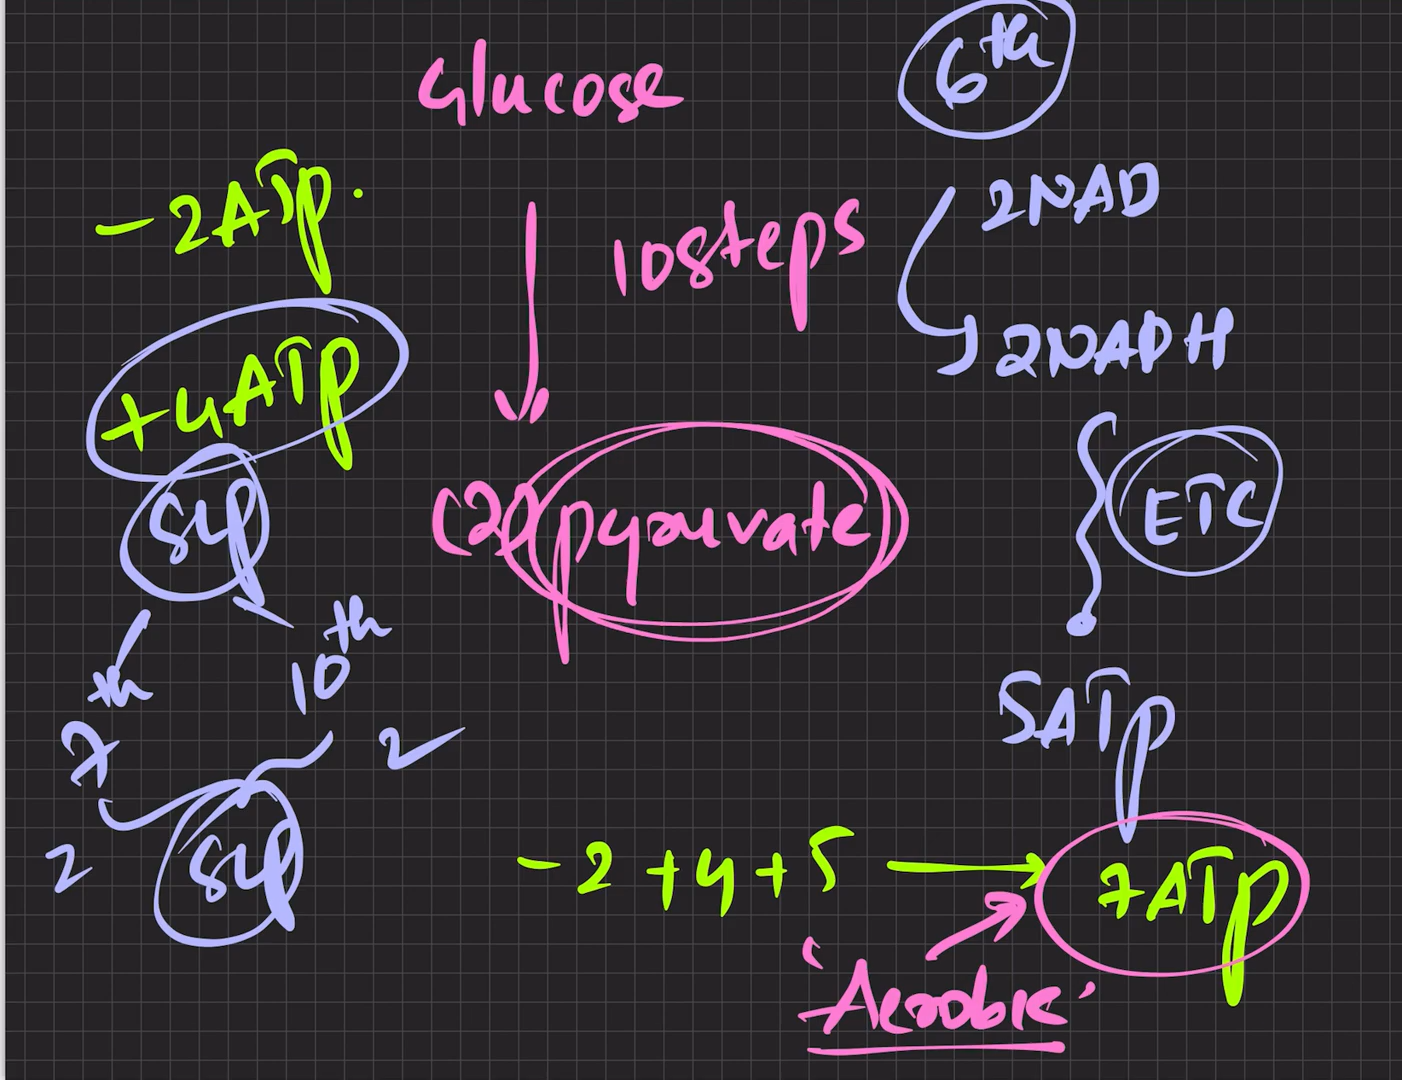 Glucose
6th
-2ATP.
10steps
2NAD
2NADH
+4ATP
SLP
(2) pyruvate
ETC
7th
10th
2
2
SLP
5ATP
-2+4+5 → 7ATP
'Aerobic'